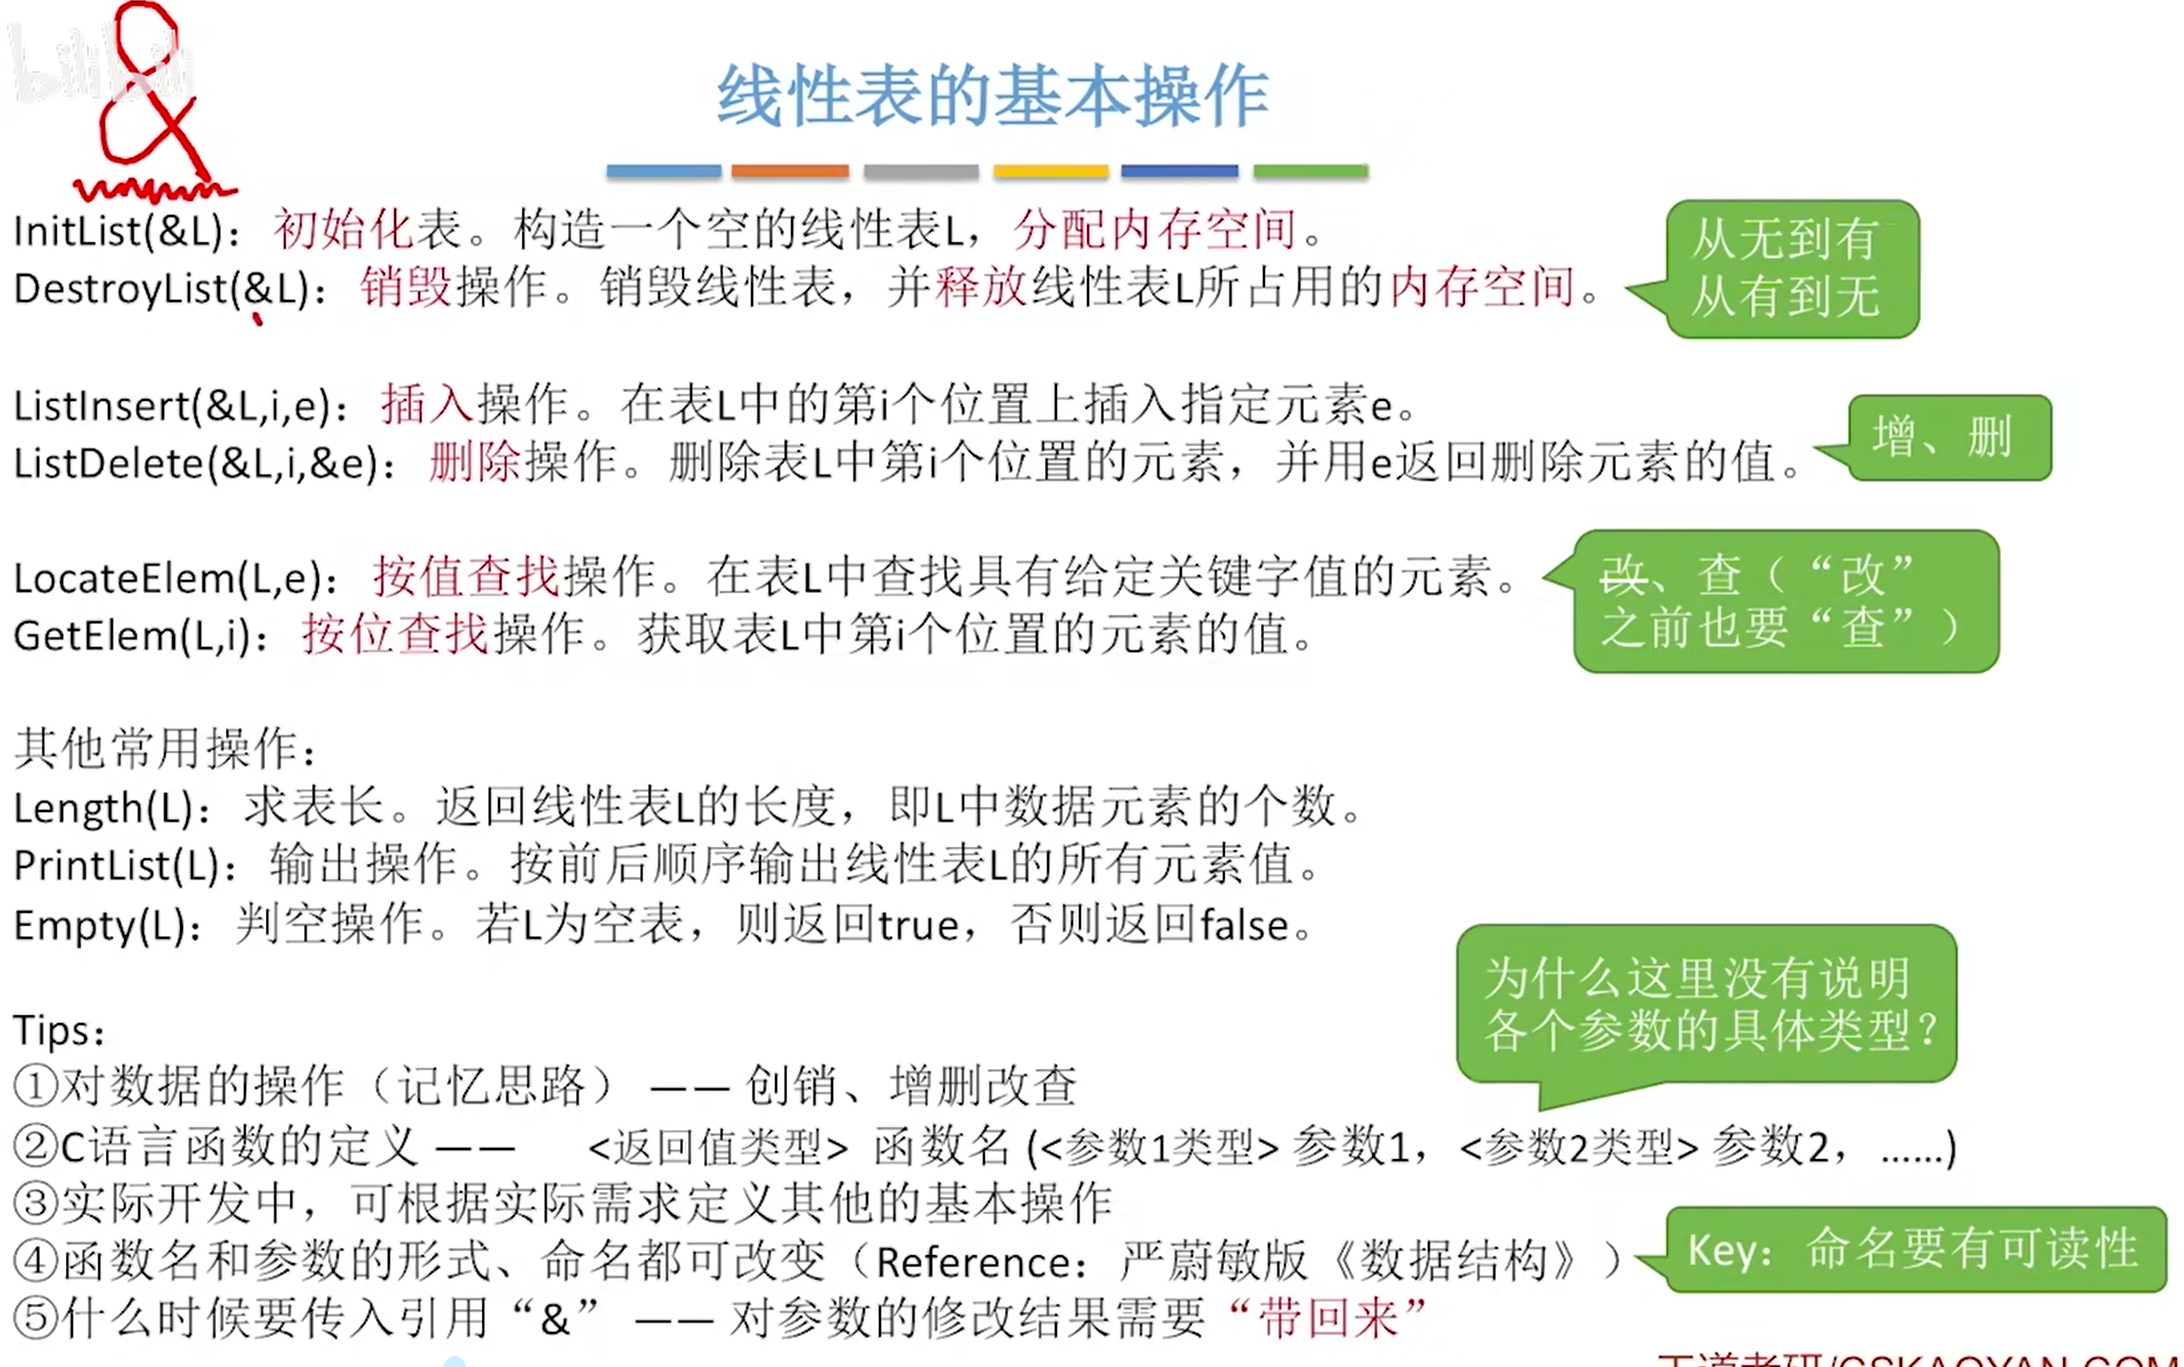 bilibili
&
线性表的基本操作
InitList(&L)：初始化表。构造一个空的线性表L，分配内存空间。
DestroyList(&L)：销毁操作。销毁线性表，并释放线性表L所占用的内存空间。
从无到有
从有到无
ListInsert(&L,i,e)：插入操作。在表L中的第i个位置上插入指定元素e。
ListDelete(&L,i,&e)：删除操作。删除表L中第i个位置的元素，并用e返回删除元素的值。
增、删
LocateElem(L,e)：按值查找操作。在表L中查找具有给定关键字值的元素。
GetElem(L,i)：按位查找操作。获取表L中第i个位置的元素的值。
改、查（“改”
之前也要“查”）
其他常用操作：
Length(L)：求表长。返回线性表L的长度，即L中数据元素的个数。
PrintList(L)：输出操作。按前后顺序输出线性表L的所有元素值。
Empty(L)：判空操作。若L为空表，则返回true，否则返回false。
为什么这里没有说明
各个参数的具体类型？
Tips：
①对数据的操作（记忆思路） —— 创销、增删改查
②C语言函数的定义 —— <返回值类型> 函数名 (<参数1类型> 参数1，<参数2类型> 参数2，……)
③实际开发中，可根据实际需求定义其他的基本操作
④函数名和参数的形式、命名都可改变（Reference：严蔚敏版《数据结构》）
Key：命名要有可读性
⑤什么时候要传入引用“&” —— 对参数的修改结果需要“带回来”
王道考研/CSKAOYAN.COM